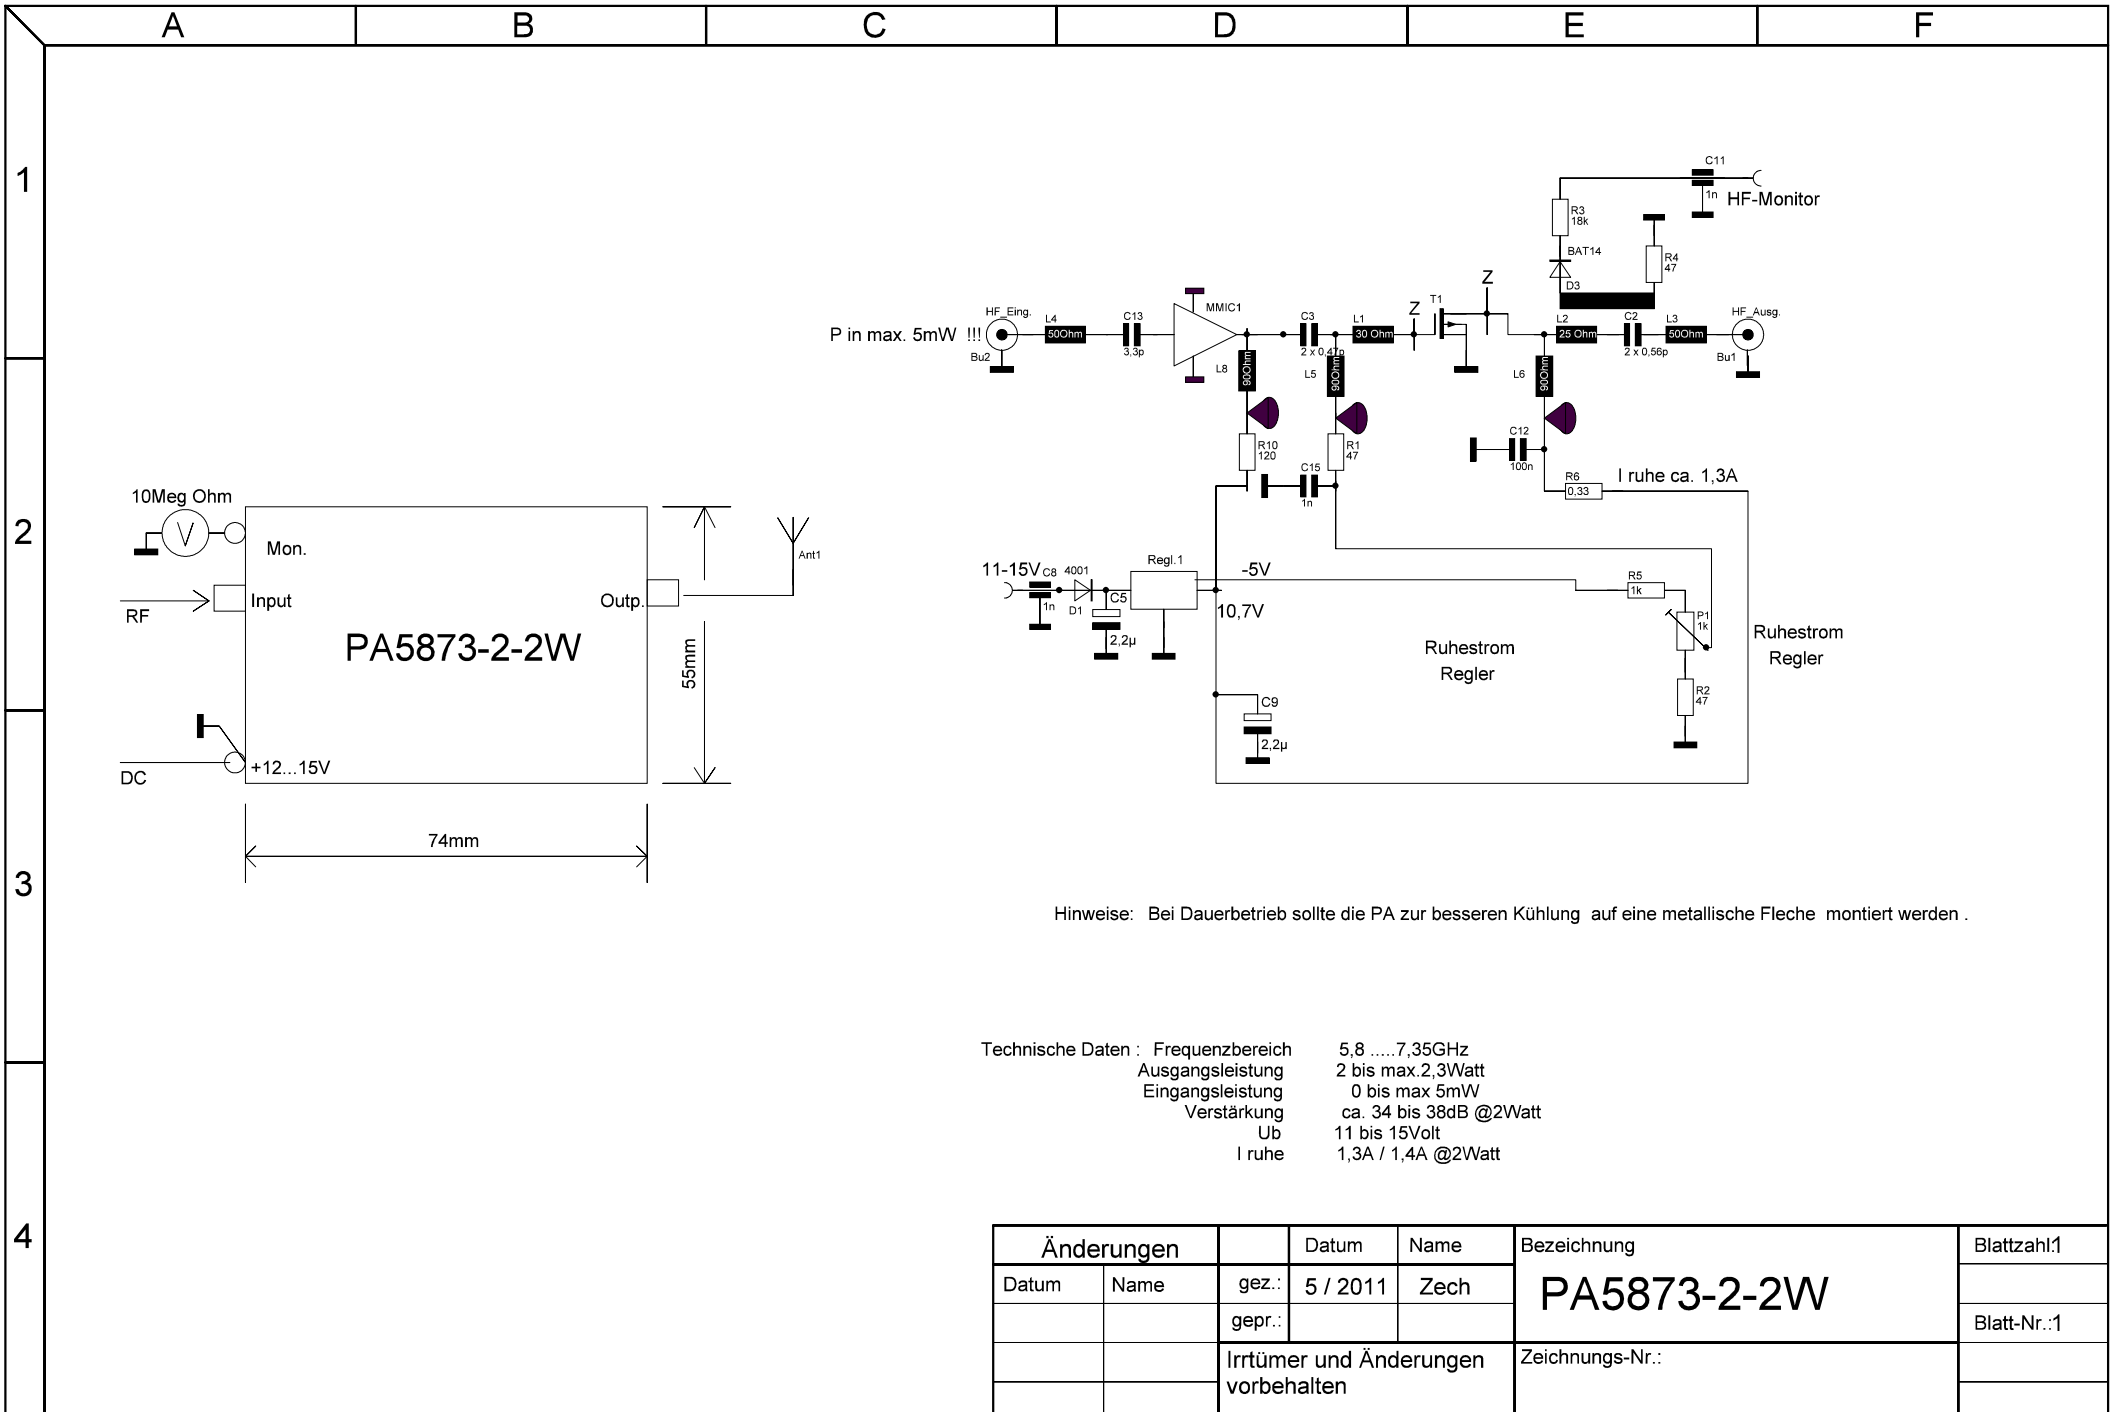 A B C D E F
1
C11
1n
HF-Monitor
R3
18k
BAT14
R4
47
D3
Z
T1
Z
MMIC1
HF_Eing.
P in max. 5mW !!!
Bu2
L4
50Ohm
C13
3,3p
C3
2 x 0,47p
L1
30 Ohm
L2
25 Ohm
C2
2 x 0,56p
L3
50Ohm
HF_Ausg.
Bu1
L8
90Ohm
L5
90Ohm
L6
90Ohm
R10
120
R1
47
C12
100n
C15
1n
R6
0,33
I ruhe ca. 1,3A
2
10Meg Ohm
V
Mon.
Input
RF
Outp.
Ant1
PA5873-2-2W
55mm
DC
+12...15V
74mm
11-15V
C8
1n
4001
D1
C5
2,2µ
Regl.1
-5V
10,7V
R5
1k
P1
1k
Ruhestrom
Regler
Ruhestrom
Regler
R2
47
C9
2,2µ
3
Hinweise: Bei Dauerbetrieb sollte die PA zur besseren Kühlung auf eine metallische Fleche montiert werden .
Technische Daten : Frequenzbereich 5,8 .....7,35GHz
Ausgangsleistung 2 bis max.2,3Watt
Eingangsleistung 0 bis max 5mW
Verstärkung ca. 34 bis 38dB @2Watt
Ub 11 bis 15Volt
I ruhe 1,3A / 1,4A @2Watt
4
Änderungen Datum Name Bezeichnung Blattzahl:1
Datum Name gez.: 5 / 2011 Zech PA5873-2-2W
gepr.: Blatt-Nr.:1
Irrtümer und Änderungen Zeichnungs-Nr.:
vorbehalten